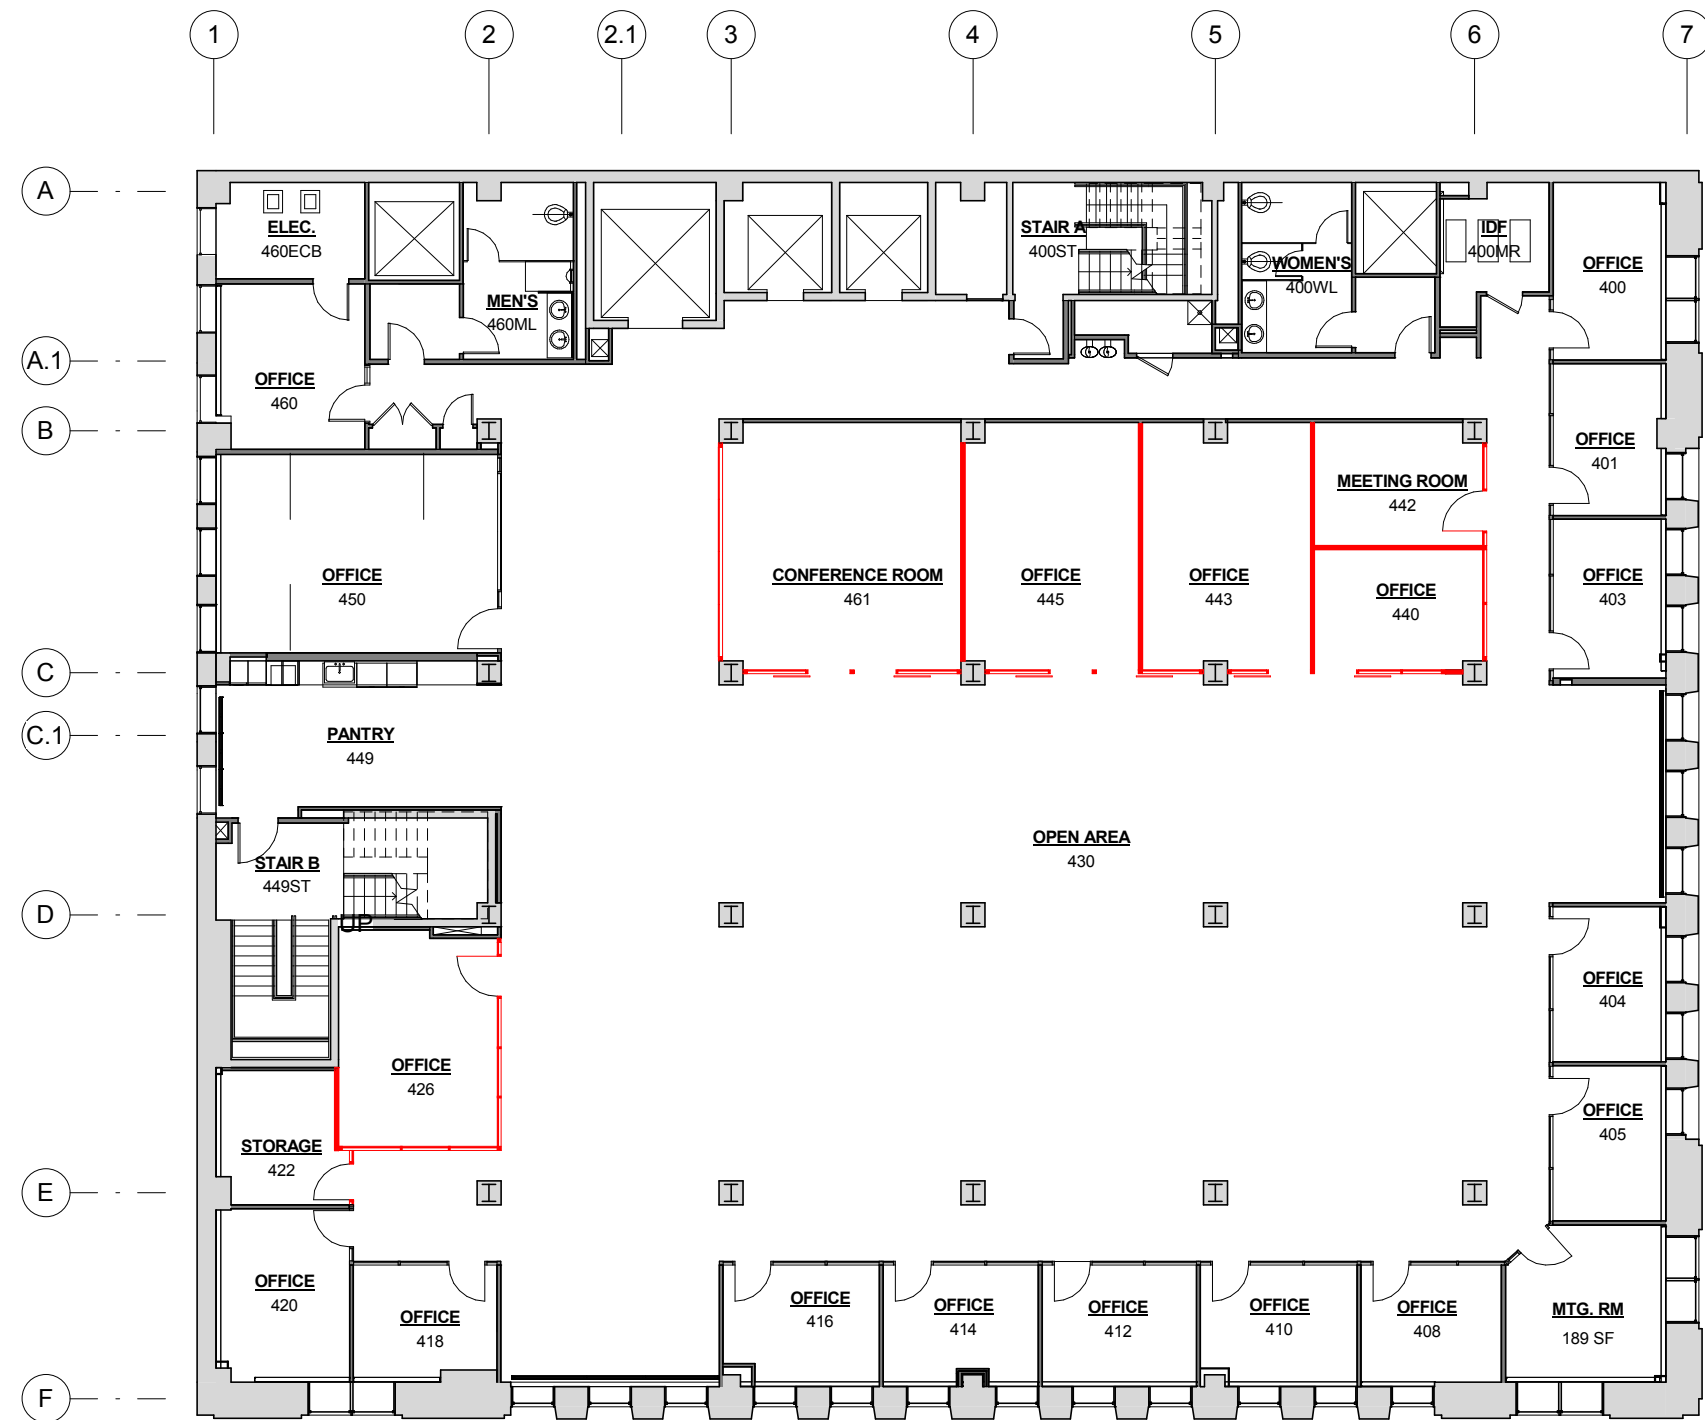 1
2
2.1
3
4
5
6
7
A
ELEC.
460ECB
MEN'S
460ML
STAIR A
400ST
WOMEN'S
400WL
IDF
400MR
OFFICE
400
A.1
OFFICE
460
B
OFFICE
401
MEETING ROOM
442
OFFICE
450
CONFERENCE ROOM
461
OFFICE
445
OFFICE
443
OFFICE
440
OFFICE
403
C
C.1
PANTRY
449
OPEN AREA
430
STAIR B
449ST
UP
D
OFFICE
404
OFFICE
426
OFFICE
405
STORAGE
422
E
OFFICE
420
OFFICE
418
OFFICE
416
OFFICE
414
OFFICE
412
OFFICE
410
OFFICE
408
MTG. RM
189 SF
F